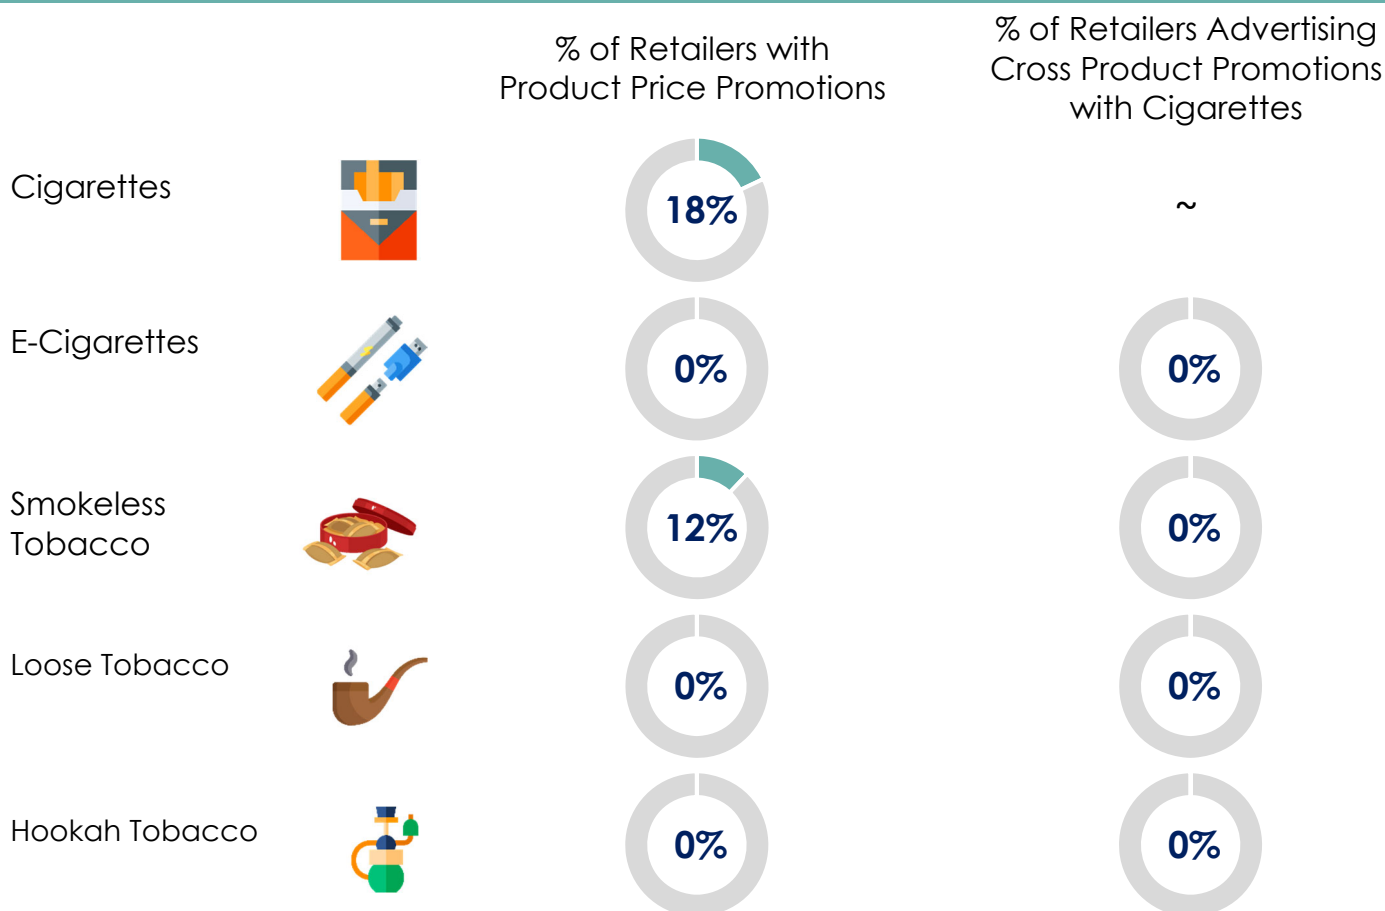 % of Retailers with
Product Price Promotions
% of Retailers Advertising
Cross Product Promotions
with Cigarettes
Cigarettes
18%
~
E-Cigarettes
0%
0%
Smokeless
Tobacco
12%
0%
Loose Tobacco
0%
0%
Hookah Tobacco
0%
0%